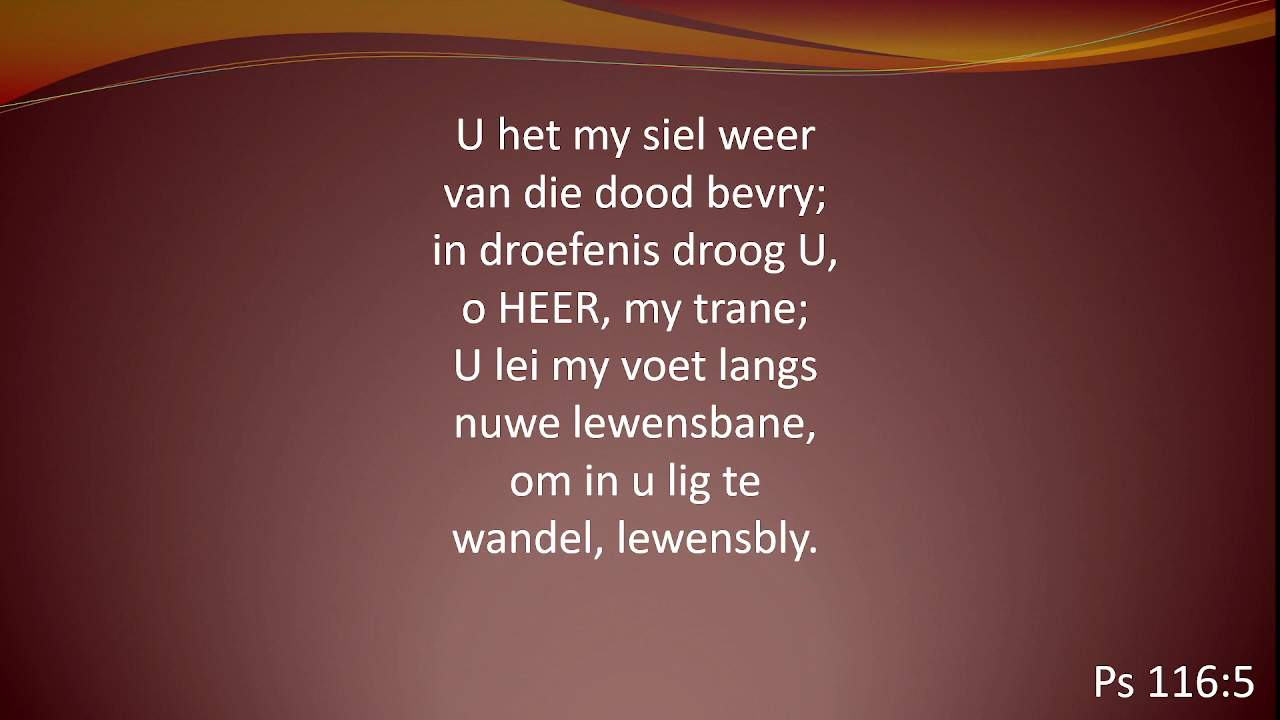 U het my siel weer
van die dood bevry;
in droefenis droog U,
o HEER, my trane;
U lei my voet langs
nuwe lewensbane,
om in u lig te
wandel, lewensbly.
Ps 116:5